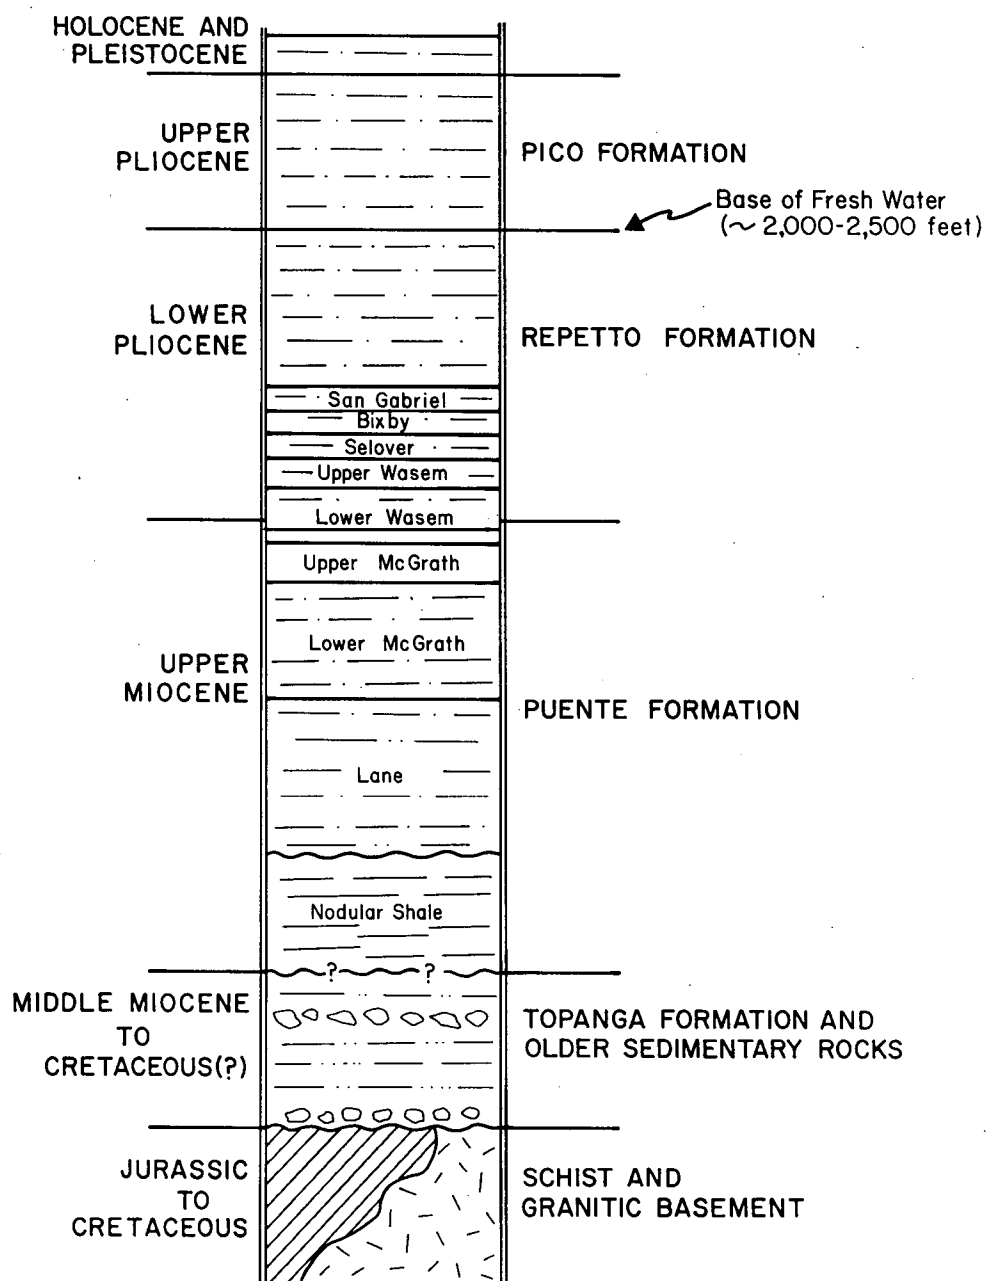 HOLOCENE AND
PLEISTOCENE
UPPER
PLIOCENE
PICO FORMATION
Base of Fresh Water
(~ 2,000-2,500 feet)
LOWER
PLIOCENE
REPETTO FORMATION
San Gabriel
Bixby
Selover
Upper Wasem
Lower Wasem
Upper McGrath
Lower McGrath
UPPER
MIOCENE
PUENTE FORMATION
Lane
Nodular Shale
? ?
MIDDLE MIOCENE
TO
CRETACEOUS(?)
TOPANGA FORMATION AND
OLDER SEDIMENTARY ROCKS
JURASSIC
TO
CRETACEOUS
SCHIST AND
GRANITIC BASEMENT